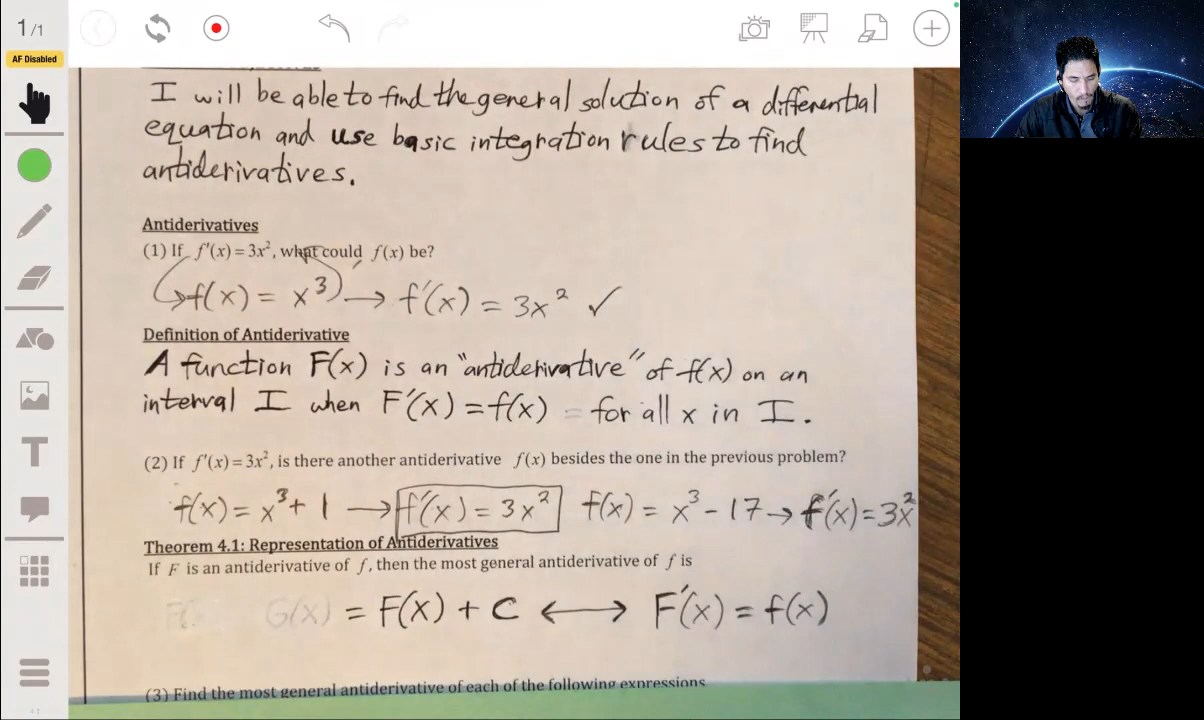 1/1
AF Disabled
I will be able to find the general solution of a differential
equation and use basic integration rules to find
antiderivatives.
Antiderivatives
(1) If f'(x) = 3x², what could f(x) be?
f(x) = x³ → f'(x) = 3x² ✓
Definition of Antiderivative
A function F(x) is an "antiderivative" of f(x) on an
interval I when F'(x) = f(x) = for all x in I.
(2) If f'(x) = 3x², is there another antiderivative f(x) besides the one in the previous problem?
f(x) = x³ + 1 → f'(x) = 3x² f(x) = x³ - 17 → f'(x) = 3x²
Theorem 4.1: Representation of Antiderivatives
If F is an antiderivative of f, then the most general antiderivative of f is
G(x) = F(x) + C ⟷ F'(x) = f(x)
(3) Find the most general antiderivative of each of the following expressions
T